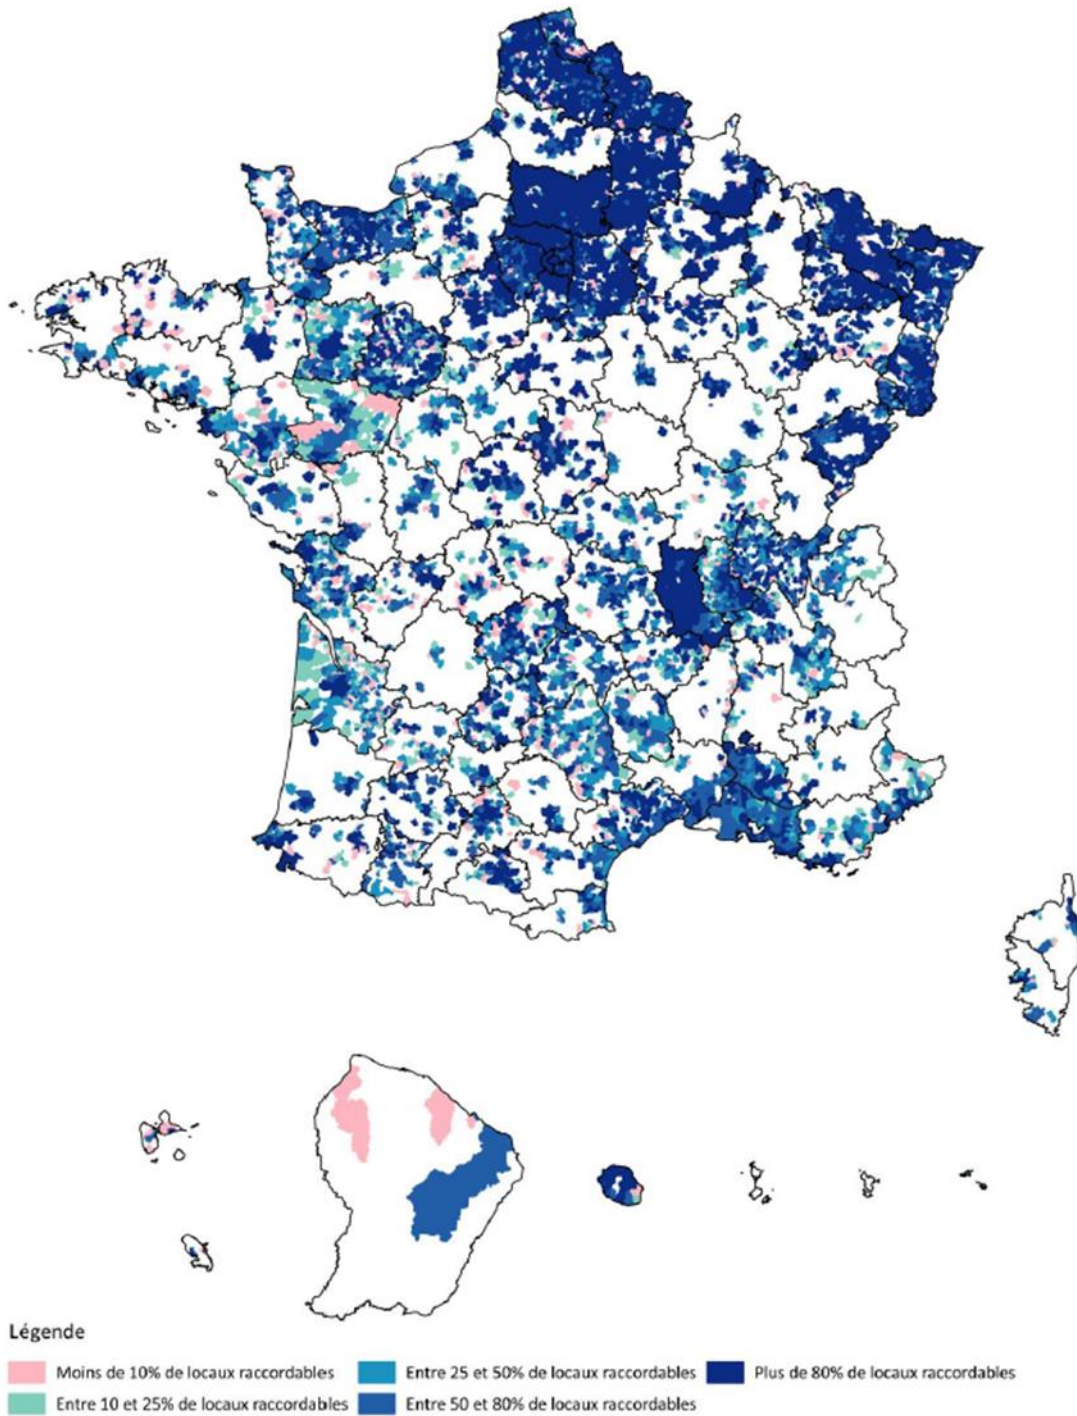 Légende
Moins de 10% de locaux raccordables
Entre 25 et 50% de locaux raccordables
Plus de 80% de locaux raccordables
Entre 10 et 25% de locaux raccordables
Entre 50 et 80% de locaux raccordables